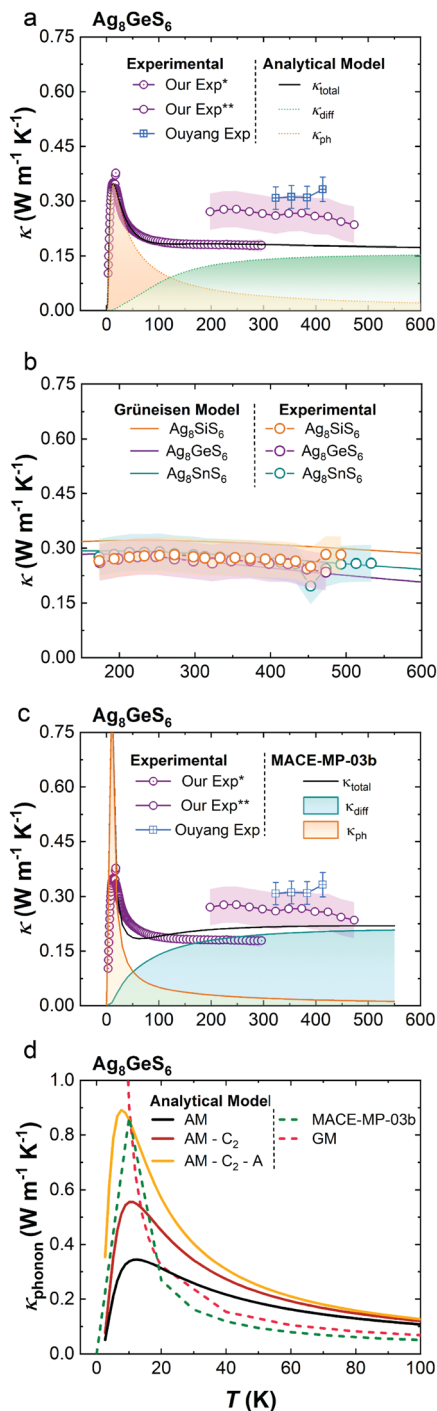 a
Ag₈GeS₆
Experimental Analytical Model
Our Exp* κtotal
Our Exp** κdiff
Ouyang Exp κph
κ (W m⁻¹ K⁻¹)
0.75
0.60
0.45
0.30
0.15
0.00
0 100 200 300 400 500 600
b
Grüneisen Model Experimental
Ag₈SiS₆ Ag₈SiS₆
Ag₈GeS₆ Ag₈GeS₆
Ag₈SnS₆ Ag₈SnS₆
κ (W m⁻¹ K⁻¹)
0.75
0.60
0.45
0.30
0.15
0.00
200 300 400 500 600
c
Ag₈GeS₆
Experimental MACE-MP-03b
Our Exp* κtotal
Our Exp** κdiff
Ouyang Exp κph
κ (W m⁻¹ K⁻¹)
0.75
0.60
0.45
0.30
0.15
0.00
0 100 200 300 400 500 600
d
Ag₈GeS₆
Analytical Model
AM MACE-MP-03b
AM - C₂ GM
AM - C₂ - A
κphonon (W m⁻¹ K⁻¹)
1.0
0.8
0.6
0.4
0.2
0.0
0 20 40 60 80 100
T (K)